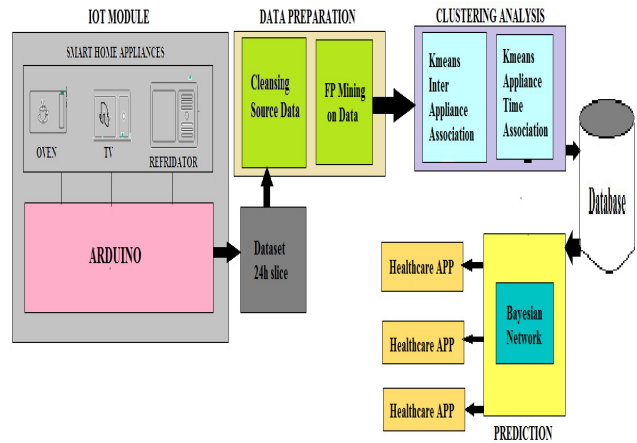 IOT MODULE
SMART HOME APPLIANCES
OVEN
TV
REFRIDATOR
ARDUINO
DATA PREPARATION
Cleansing
Source Data
FP Mining
on Data
Dataset
24h slice
CLUSTERING ANALYSIS
Kmeans
Inter
Appliance
Association
Kmeans
Appliance
Time
Association
Database
Healthcare APP
Healthcare APP
Healthcare APP
Bayesian
Network
PREDICTION